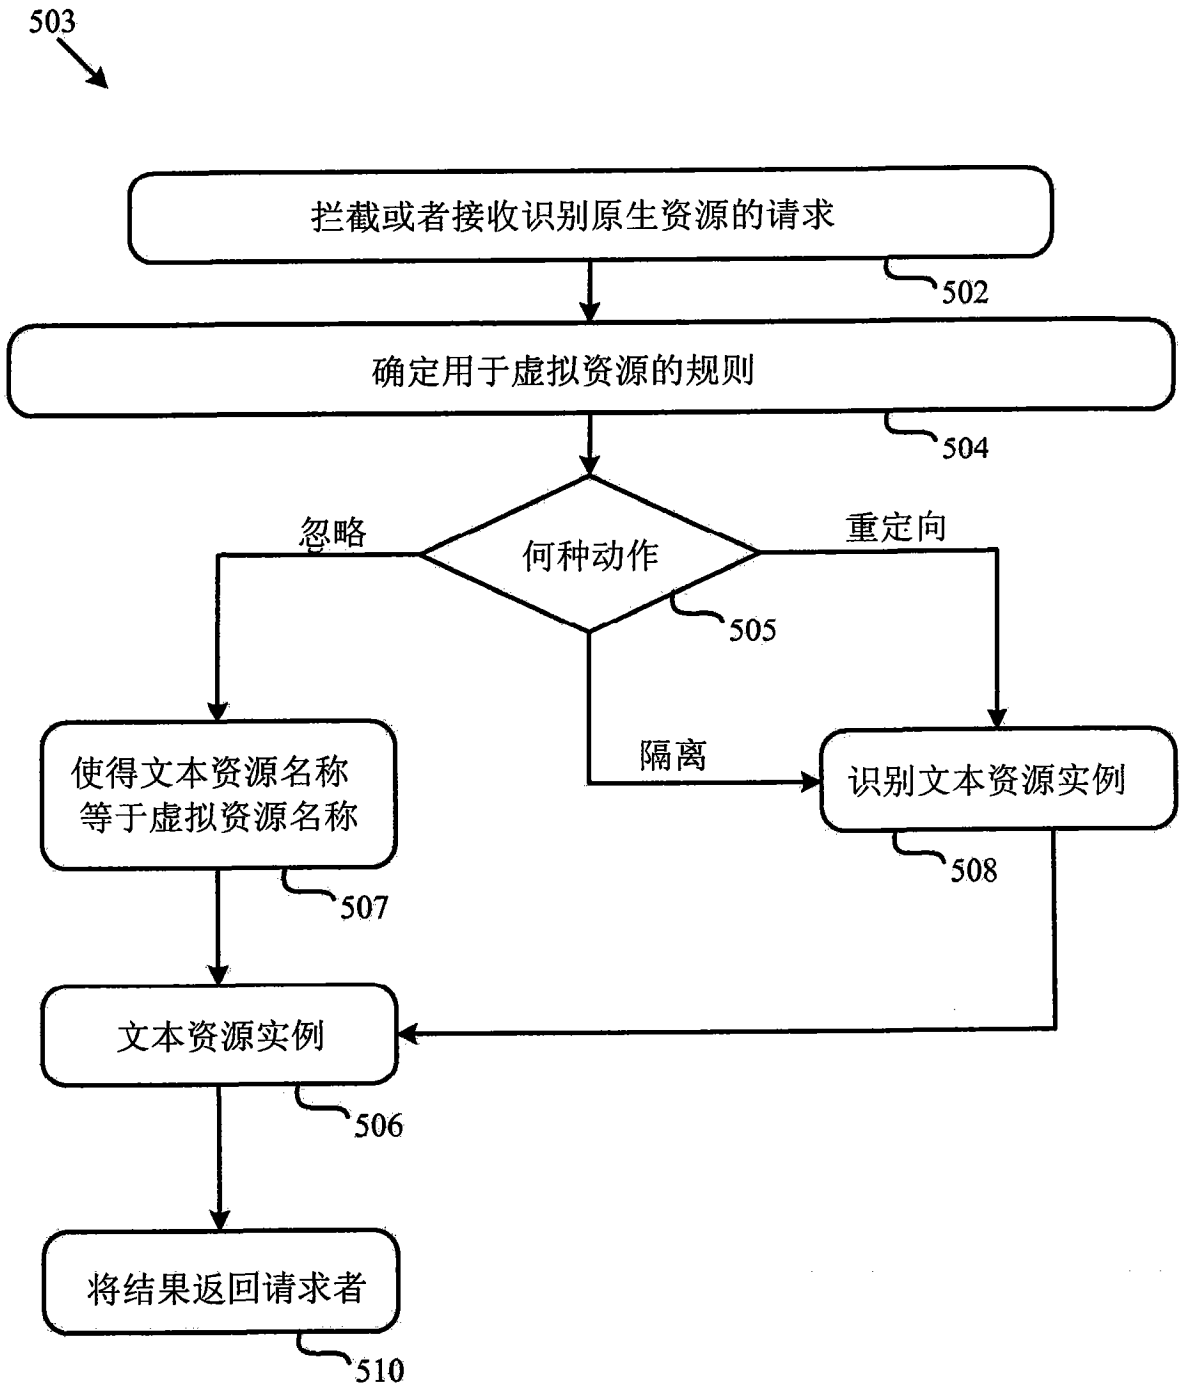 503
拦截或者接收识别原生资源的请求
502
确定用于虚拟资源的规则
504
忽略
何种动作
重定向
505
使得文本资源名称
等于虚拟资源名称
507
隔离
识别文本资源实例
508
文本资源实例
506
将结果返回请求者
510